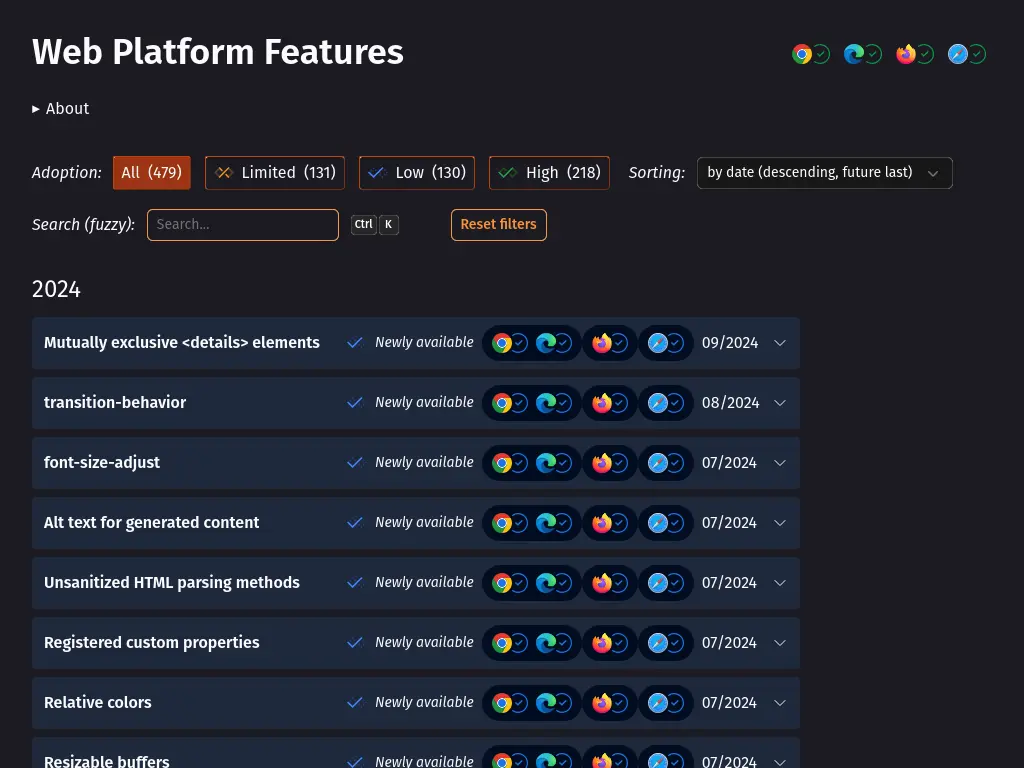 Web Platform Features
▸ About
Adoption: All (479) Limited (131) Low (130) High (218) Sorting: by date (descending, future last)
Search (fuzzy): Search... Ctrl K Reset filters
2024
Mutually exclusive <details> elements Newly available 09/2024
transition-behavior Newly available 08/2024
font-size-adjust Newly available 07/2024
Alt text for generated content Newly available 07/2024
Unsanitized HTML parsing methods Newly available 07/2024
Registered custom properties Newly available 07/2024
Relative colors Newly available 07/2024
Resizable buffers Newly available 07/2024